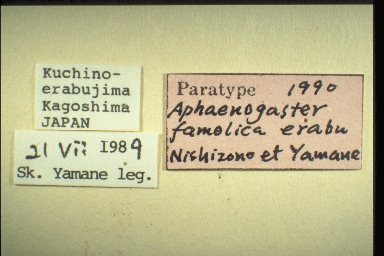 Kuchino-
erabujima
Kagoshima
JAPAN
21 Vii 1989
Sk. Yamane leg.
Paratype 1990
Aphaenogaster
famelica erabu
Nishizono et Yamane